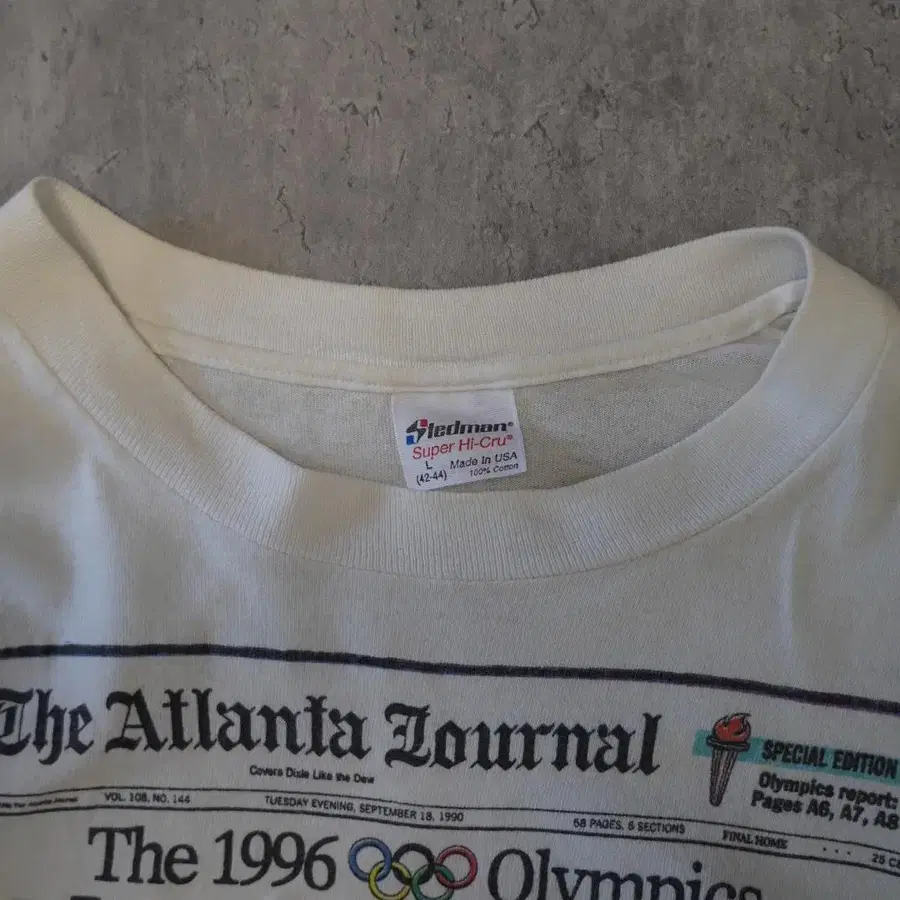 Stedman®
Super Hi-Cru®
L Made In USA
(42-44) 100% Cotton
The Atlanta Journal
Covers Dixie Like the Dew
SPECIAL EDITION
Olympics report:
Pages A6, A7, A8
VOL. 108, NO. 144 TUESDAY EVENING, SEPTEMBER 18, 1990 58 PAGES, 6 SECTIONS FINAL HOME 25
The 1996 Olympics